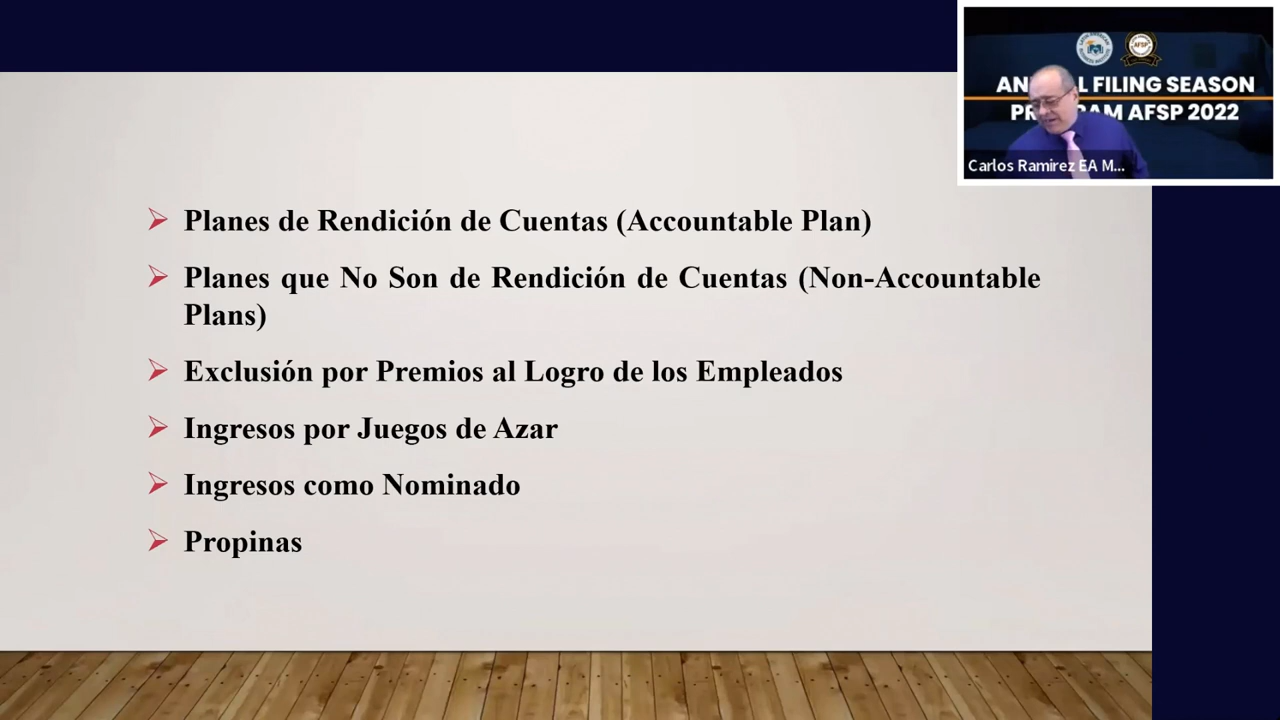 Planes de Rendición de Cuentas (Accountable Plan)
Planes que No Son de Rendición de Cuentas (Non-Accountable
Plans)
Exclusión por Premios al Logro de los Empleados
Ingresos por Juegos de Azar
Ingresos como Nominado
Propinas
AFSP
FILING SEASON
AFSP 2022
Carlos Ramirez EA M...